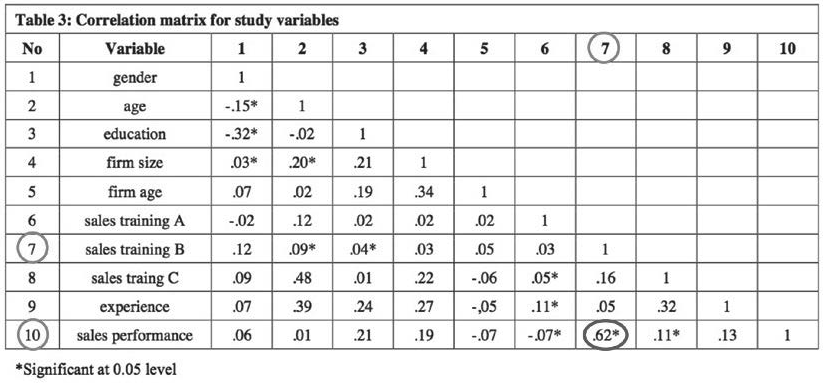 Table 3: Correlation matrix for study variables
No Variable 1 2 3 4 5 6 7 8 9 10
1 gender 1
2 age -.15* 1
3 education -.32* -.02 1
4 firm size .03* .20* .21 1
5 firm age .07 .02 .19 .34 1
6 sales training A -.02 .12 .02 .02 .02 1
7 sales training B .12 .09* .04* .03 .05 .03 1
8 sales traing C .09 .48 .01 .22 -.06 .05* .16 1
9 experience .07 .39 .24 .27 -,05 .11* .05 .32 1
10 sales performance .06 .01 .21 .19 -.07 -.07* .62* .11* .13 1
*Significant at 0.05 level